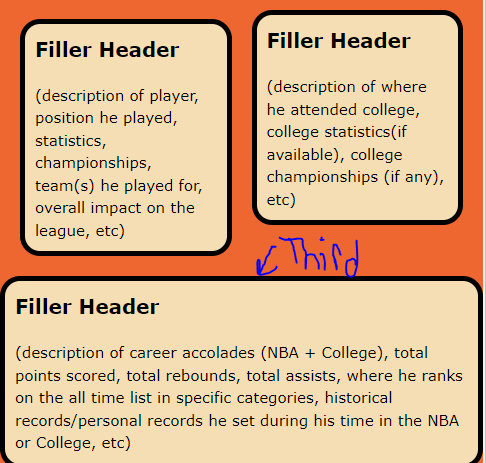 Filler Header
(description of player,
position he played,
statistics,
championships,
team(s) he played for,
overall impact on the
league, etc)
Filler Header
(description of where
he attended college,
college statistics(if
available), college
championships (if any),
etc)
Third
Filler Header
(description of career accolades (NBA + College), total
points scored, total rebounds, total assists, where he ranks
on the all time list in specific categories, historical
records/personal records he set during his time in the NBA
or College, etc)